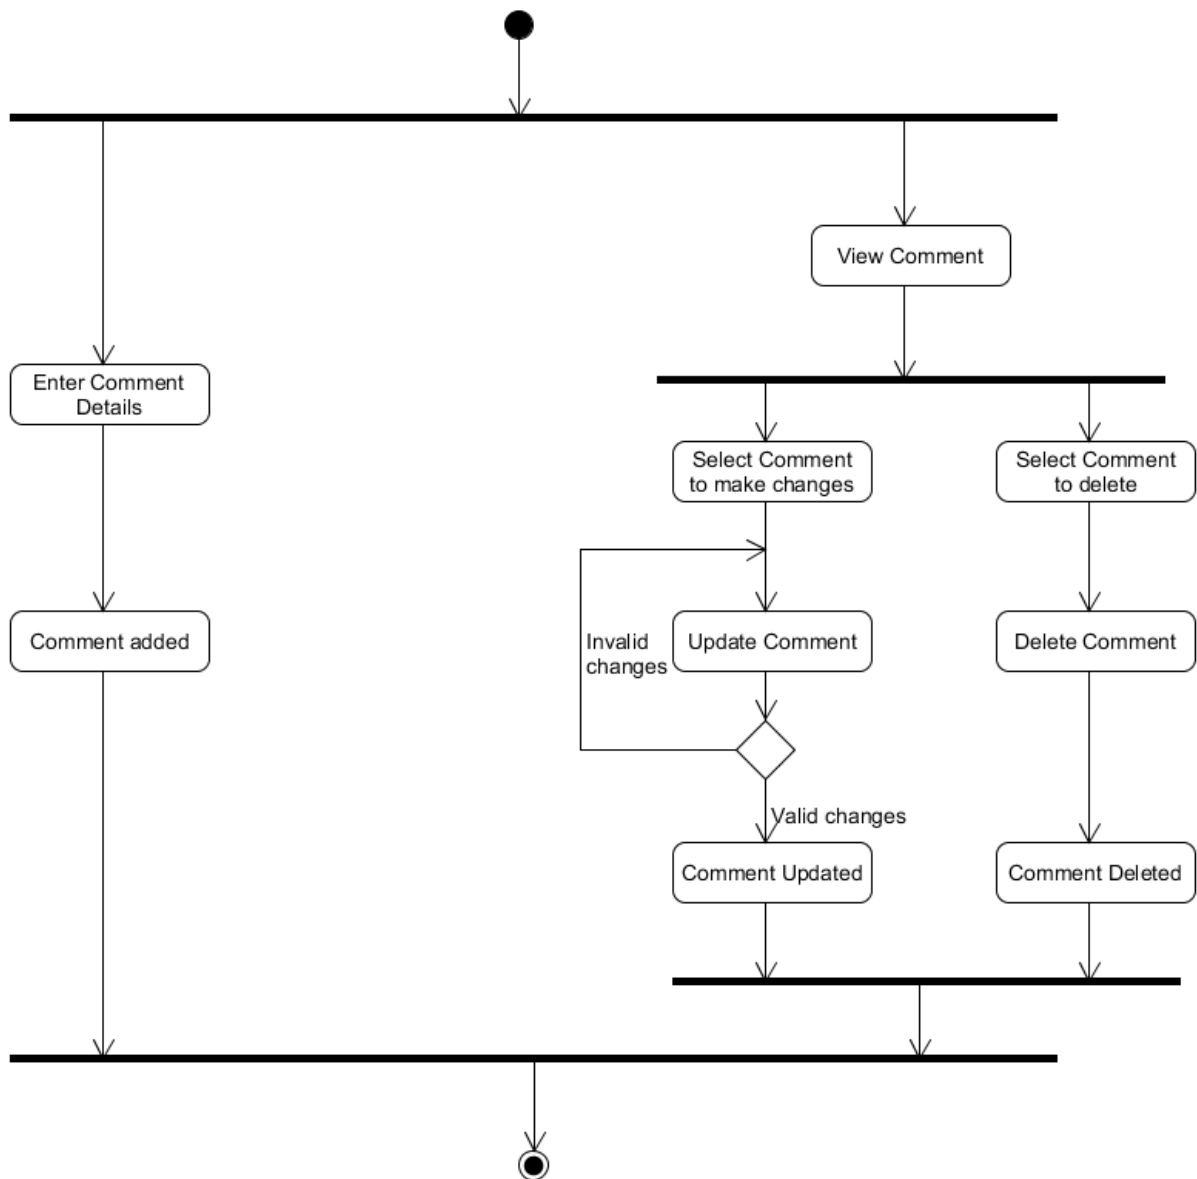 View Comment
Enter Comment
Details
Select Comment
to make changes
Select Comment
to delete
Comment added
Invalid
changes
Update Comment
Delete Comment
Valid changes
Comment Updated
Comment Deleted